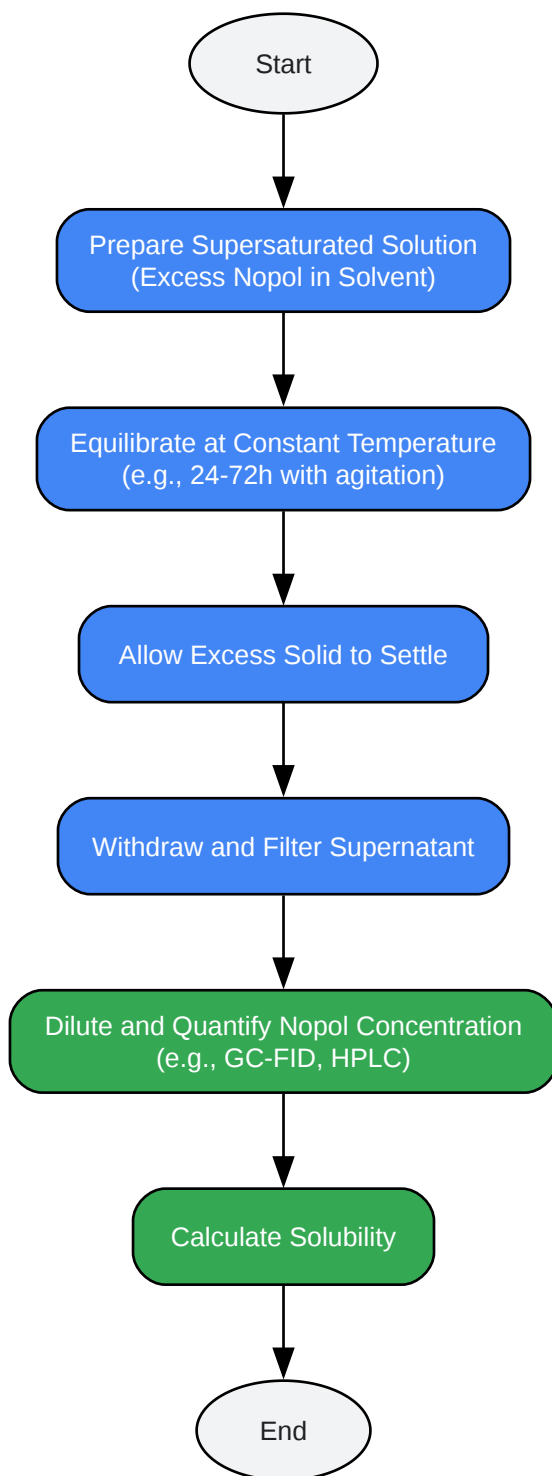 Start
Prepare Supersaturated Solution
(Excess Nopol in Solvent)
Equilibrate at Constant Temperature
(e.g., 24-72h with agitation)
Allow Excess Solid to Settle
Withdraw and Filter Supernatant
Dilute and Quantify Nopol Concentration
(e.g., GC-FID, HPLC)
Calculate Solubility
End